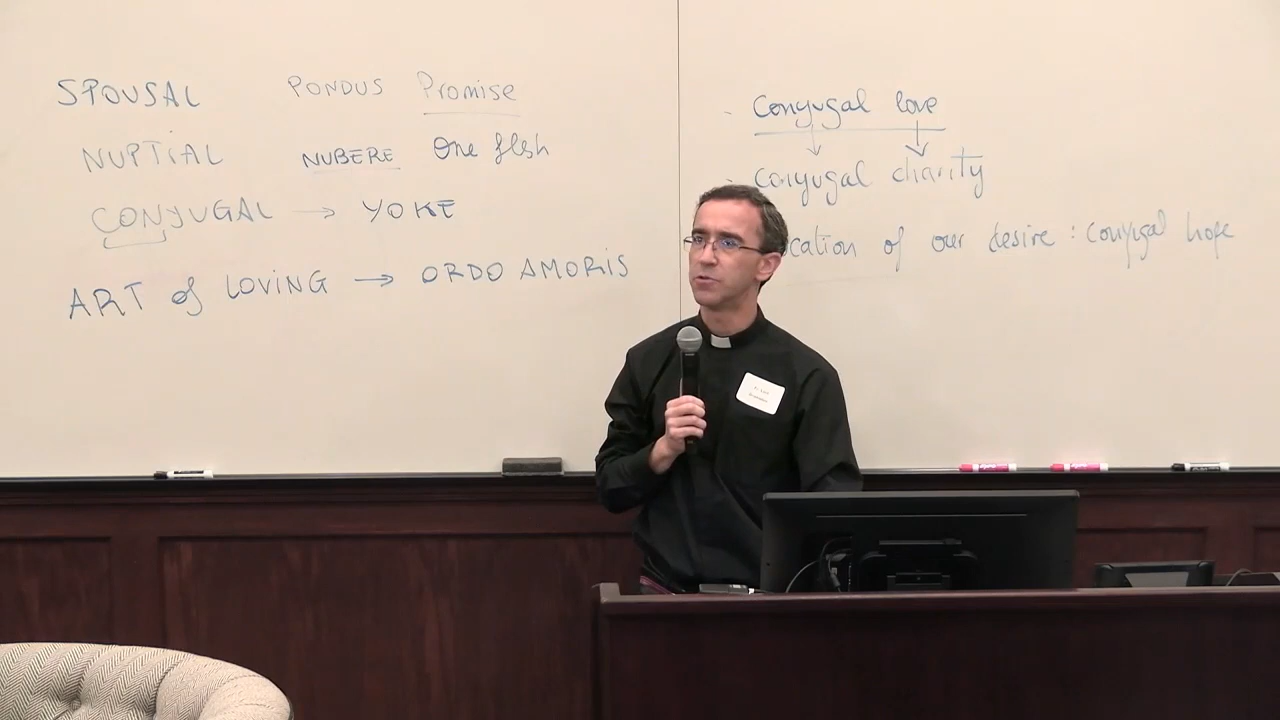 SPOUSAL PONDUS Promise
NUPTIAL NUBERE One flesh
CONJUGAL → YOKE
ART of LOVING → ORDO AMORIS
- Conjugal love
- Conjugal charity
of our desire : Conjugal hope